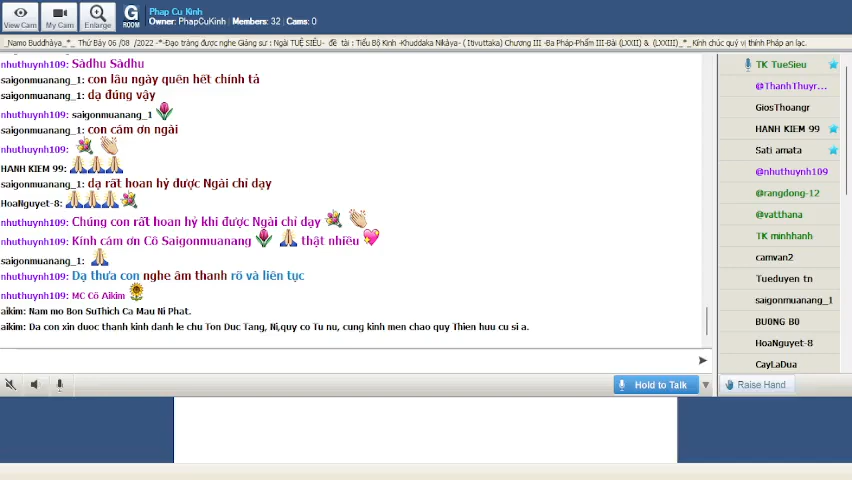 Phap Cu Kinh
Owner: PhapCuKinh | Members: 32 | Cams: 0
View Cam
My Cam
Enlarge
G
ROOM
_Namo Buddhàya_*_ Thứ Bảy 06 /08 /2022 -*-Đạo tràng được nghe Giảng sư : Ngài TUỆ SIÊU- đề tài : Tiểu Bộ Kinh -Khuddaka Nikàya- ( Itivuttaka) Chương III -Ba Pháp-Phẩm III-Bài (LXXII) & (LXXIII)_*_Kính chúc quý vị thính Pháp an lạc.
nhuthuynh109: Sàdhu Sàdhu
saigonmuanang_1: con lâu ngày quên hết chính tả
saigonmuanang_1: dạ đúng vậy
nhuthuynh109: saigonmuanang_1
saigonmuanang_1: con cám ơn ngài
nhuthuynh109:
HANH KIEM 99:
saigonmuanang_1: dạ rất hoan hỷ được Ngài chỉ dạy
HoaNguyet-8:
nhuthuynh109: Chúng con rất hoan hỷ khi được Ngài chỉ dạy
nhuthuynh109: Kính cám ơn Cô Saigonmuanang thật nhiều
saigonmuanang_1:
nhuthuynh109: Dạ thưa con nghe âm thanh rõ và liên tục
nhuthuynh109: MC Cô Aikim
aikim: Nam mo Bon SuThich Ca Mau Ni Phat.
aikim: Da con xin duoc thanh kinh danh le chu Ton Duc Tang, Ni,quy co Tu nu, cung kinh men chao quy Thien huu cu si a.
Hold to Talk
TK TueSieu
@ThanhThuyr...
GiosThoangr
HANH KIEM 99
Sati amata
@nhuthuynh109
@rangdong-12
@vatthana
TK minhhanh
camvan2
Tueduyen tn
saigonmuanang_1
BU0NG B0
HoaNguyet-8
CayLaDua
Raise Hand